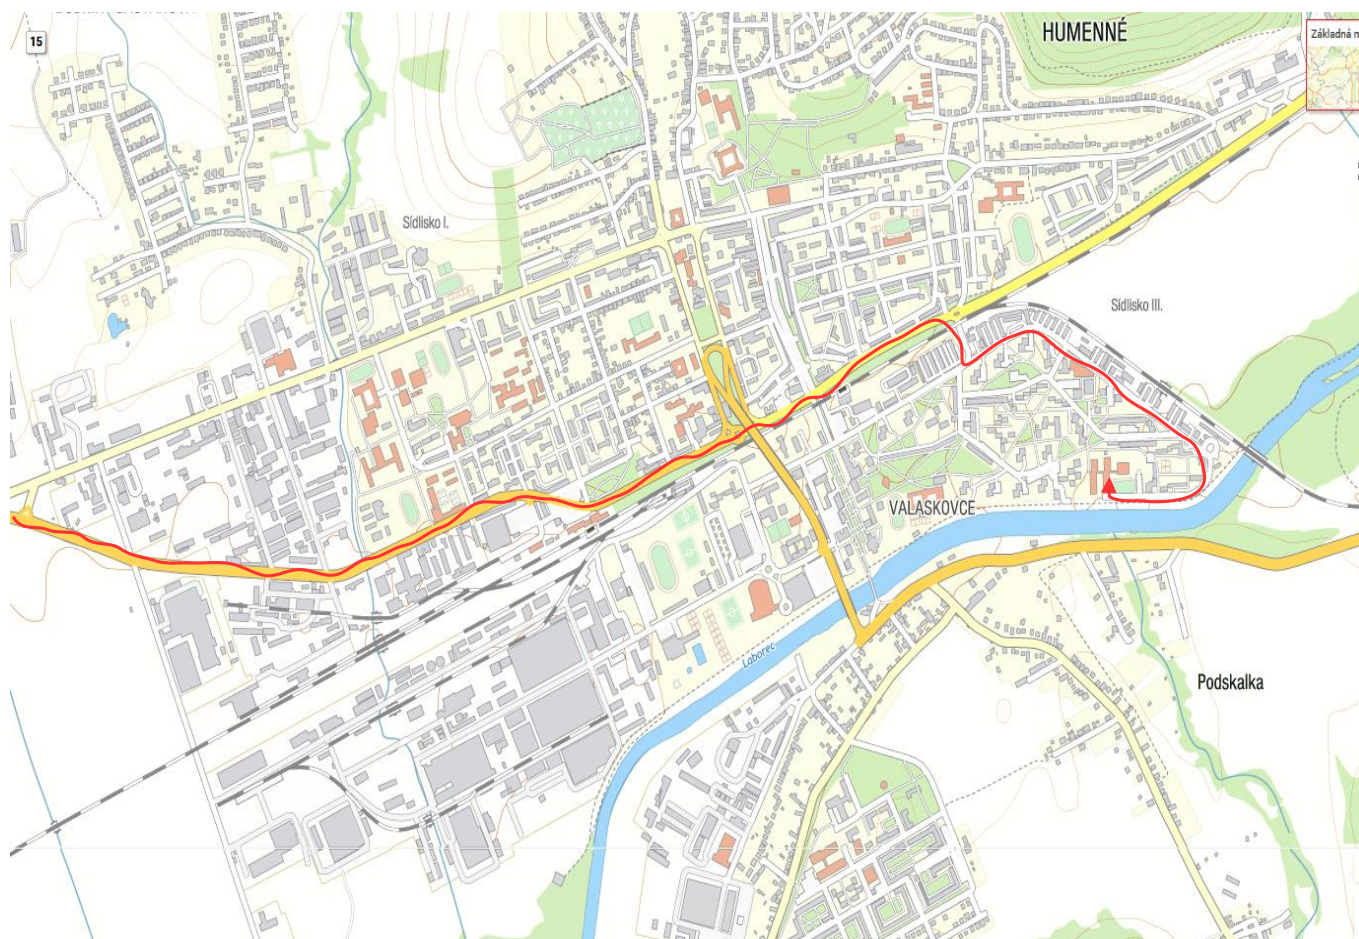 HUMENNÉ
Základná m
15
Sídlisko I.
Sídlisko III.
VALASKOVCE
Laborec
Podskalka